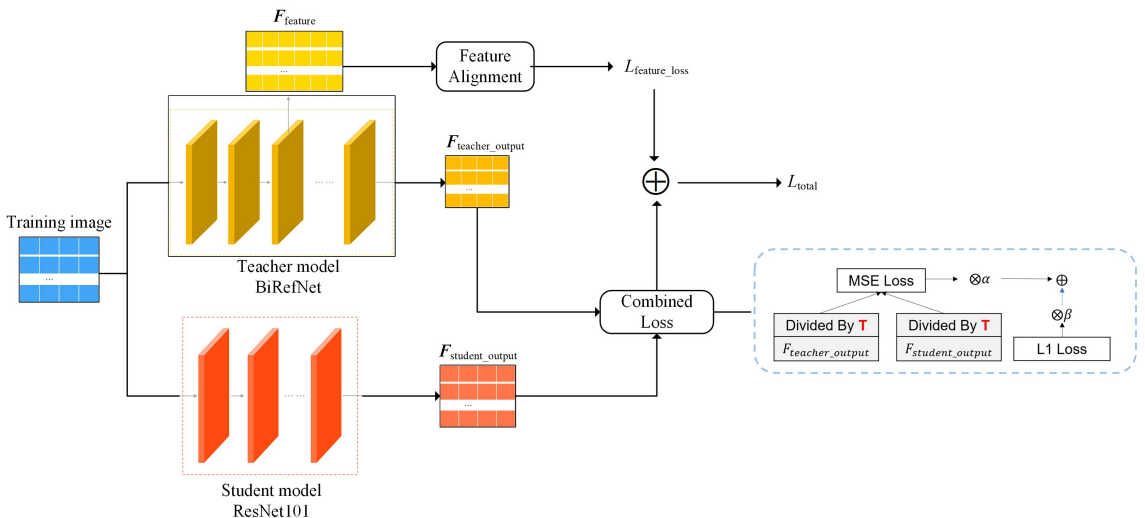 F_feature
...
Feature
Alignment
L_feature_loss
... ...
F_teacher_output
...
L_total
Training image
...
Teacher model
BiRefNet
Combined
Loss
MSE Loss
⊗α
⊕
Divided By T
F_teacher_output
Divided By T
F_student_output
⊗β
L1 Loss
F_student_output
...
... ...
Student model
ResNet101